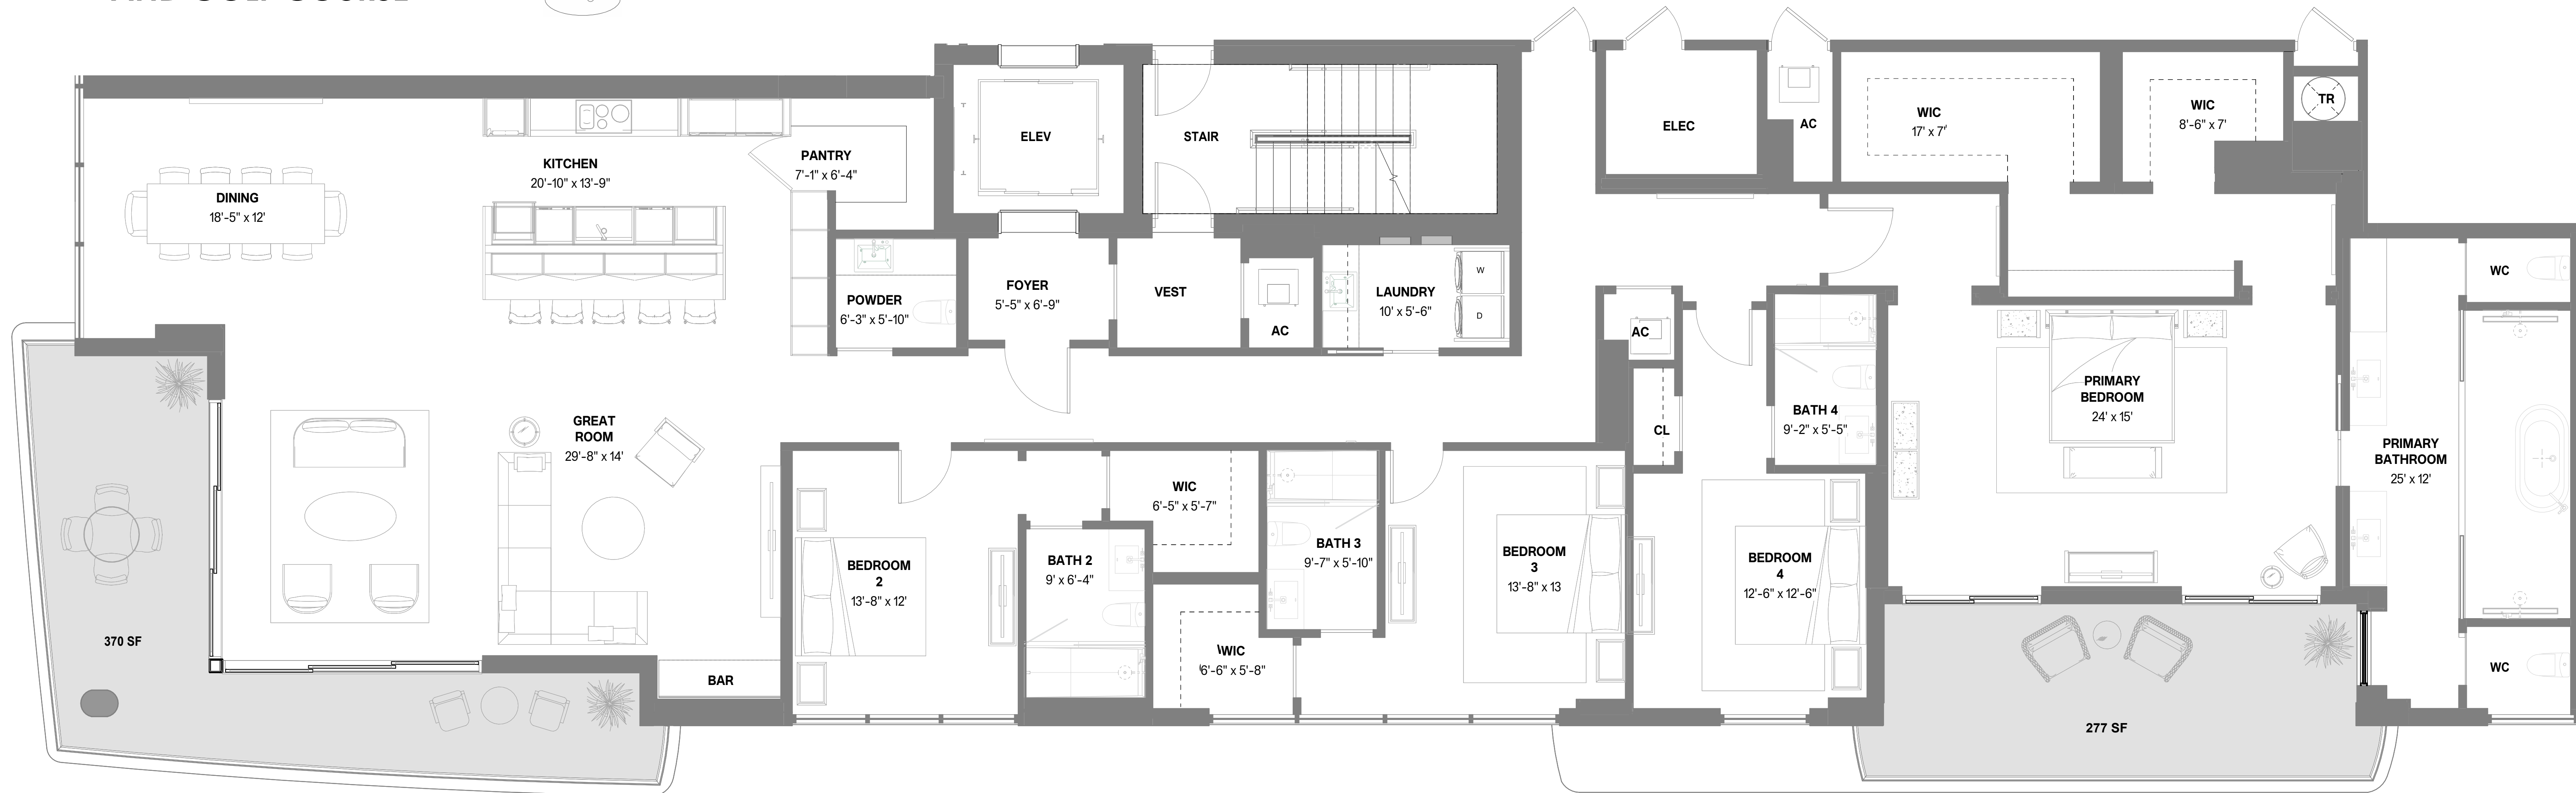 AND GOLF COURSE
DINING
18'-5" x 12'
KITCHEN
20'-10" x 13'-9"
PANTRY
7'-1" x 6'-4"
ELEV
STAIR
ELEC
AC
WIC
17' x 7'
WIC
8'-6" x 7'
TR
POWDER
6'-3" x 5'-10"
FOYER
5'-5" x 6'-9"
VEST
AC
LAUNDRY
10' x 5'-6"
W
D
AC
CL
BATH 4
9'-2" x 5'-5"
PRIMARY
BEDROOM
24' x 15'
PRIMARY
BATHROOM
25' x 12'
WC
WC
GREAT
ROOM
29'-8" x 14'
370 SF
BAR
BEDROOM
2
13'-8" x 12'
BATH 2
9' x 6'-4"
WIC
6'-5" x 5'-7"
WIC
6'-6" x 5'-8"
BATH 3
9'-7" x 5'-10"
BEDROOM
3
13'-8" x 13
BEDROOM
4
12'-6" x 12'-6"
277 SF